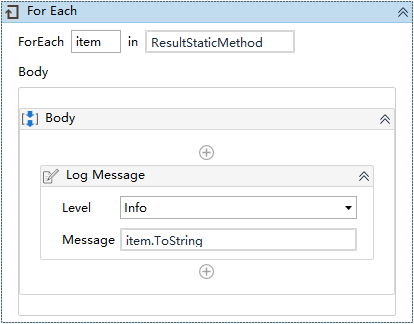 For Each
ForEach item in ResultStaticMethod
Body
Body
Log Message
Level Info
Message item.ToString